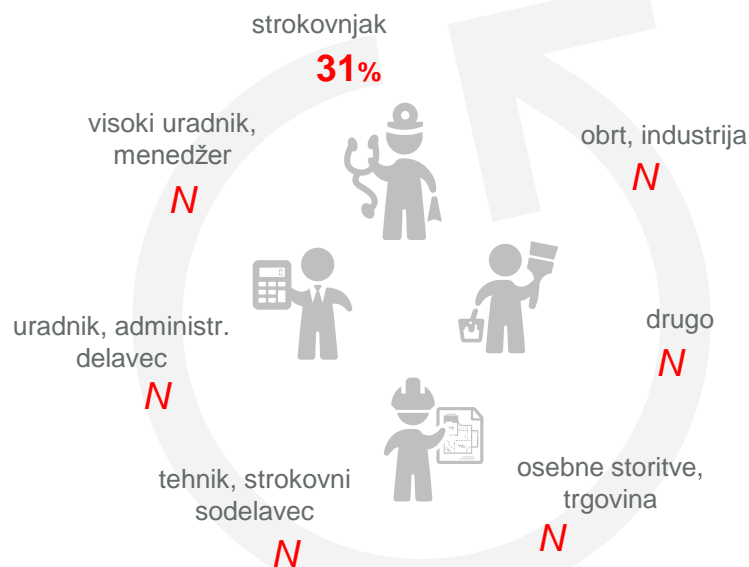 strokovnjak
31%
visoki uradnik,
menedžer
N
obrt, industrija
N
uradnik, administr.
delavec
N
drugo
N
tehnik, strokovni
sodelavec
N
osebne storitve,
trgovina
N